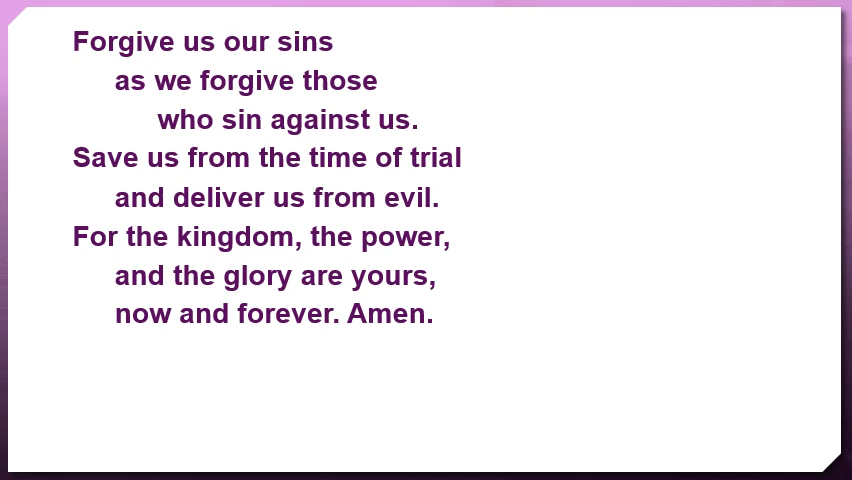 Forgive us our sins
as we forgive those
who sin against us.
Save us from the time of trial
and deliver us from evil.
For the kingdom, the power,
and the glory are yours,
now and forever. Amen.